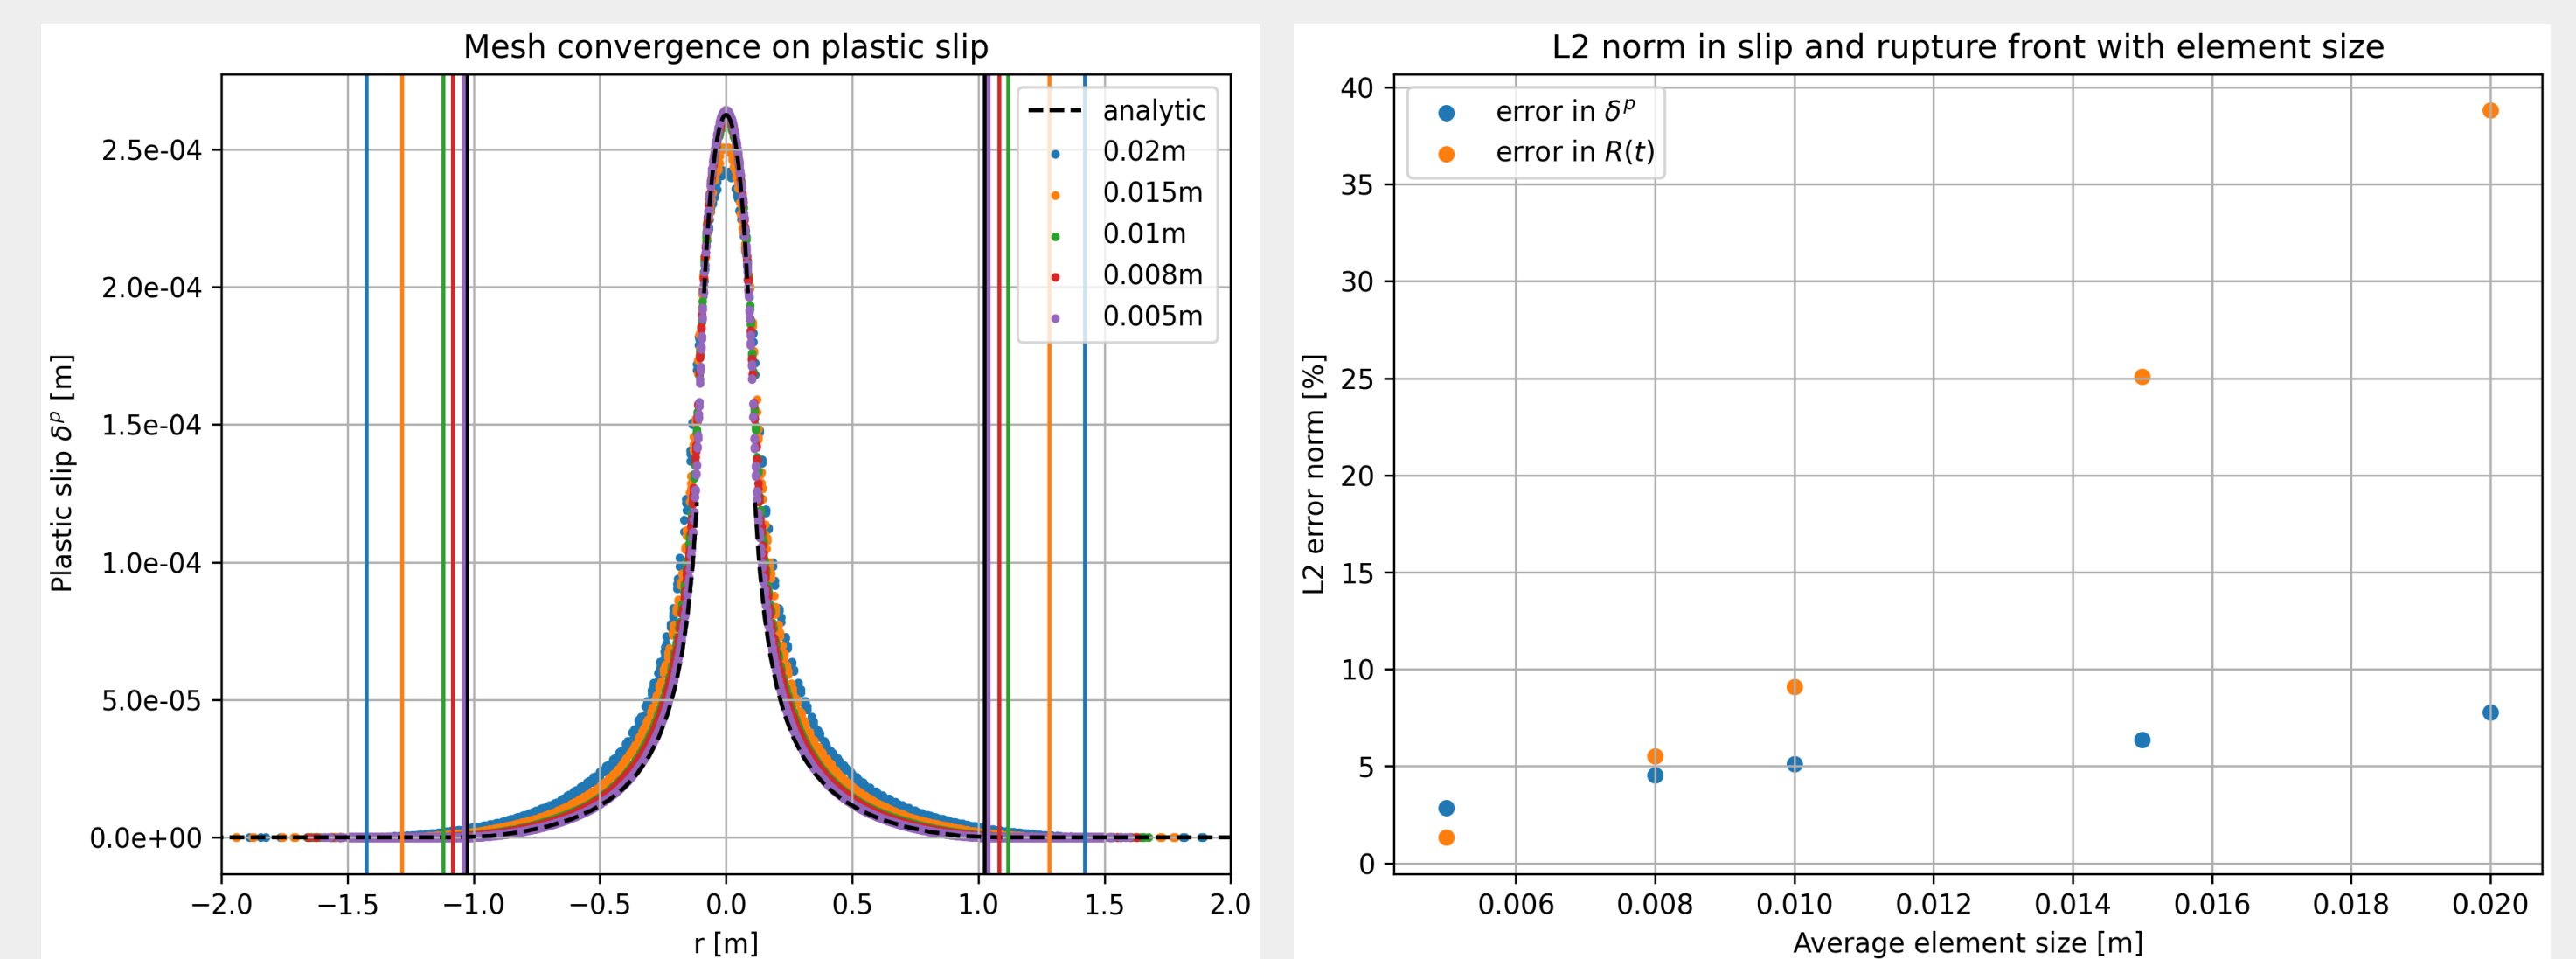 Mesh convergence on plastic slip
Plastic slip δᵖ [m]
2.5e-04
2.0e-04
1.5e-04
1.0e-04
5.0e-05
0.0e+00
−2.0 −1.5 −1.0 −0.5 0.0 0.5 1.0 1.5 2.0
r [m]
analytic
0.02m
0.015m
0.01m
0.008m
0.005m
L2 norm in slip and rupture front with element size
L2 error norm [%]
40
35
30
25
20
15
10
5
0
0.006 0.008 0.010 0.012 0.014 0.016 0.018 0.020
Average element size [m]
error in δᵖ
error in R(t)